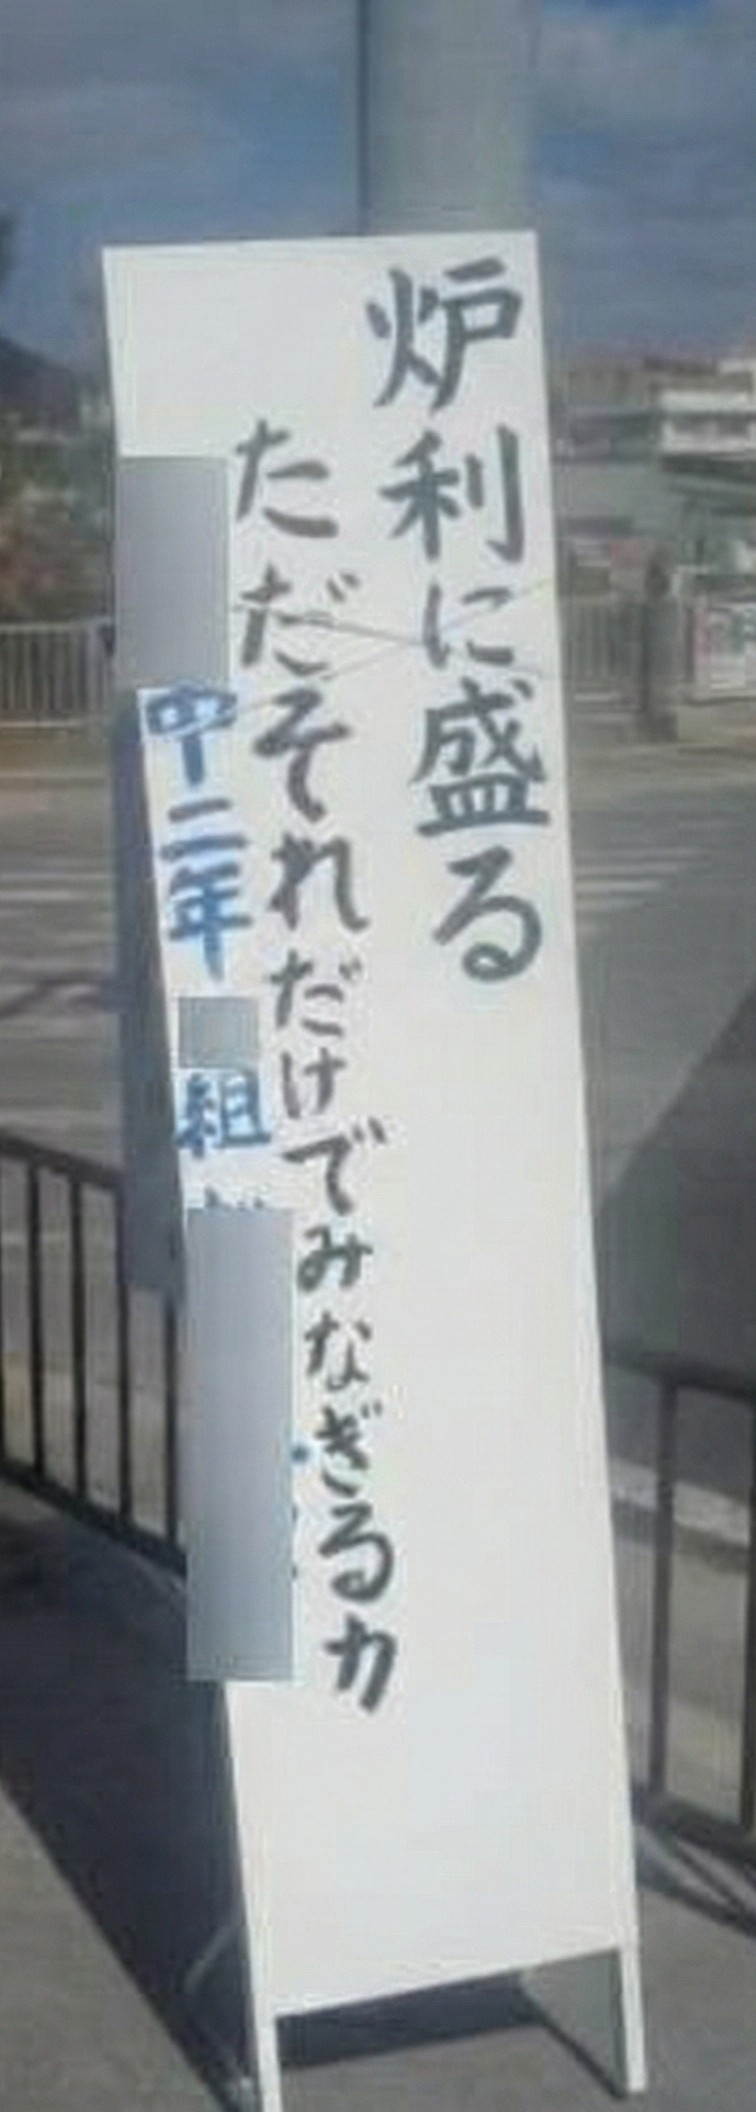 炉利に盛る
ただそれだけでみなぎる力
中二年
組